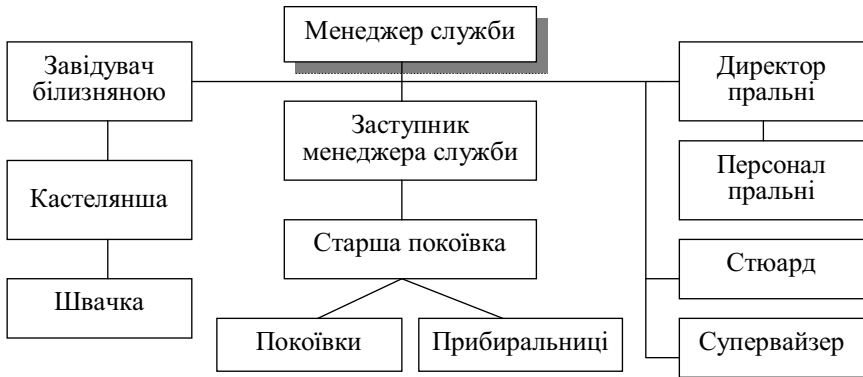 Менеджер служби
Завідувач
білизняною
Директор
пральні
Заступник
менеджера служби
Кастелянша
Персонал
пральні
Старша покоївка
Стюард
Швачка
Покоївки
Прибиральниці
Супервайзер